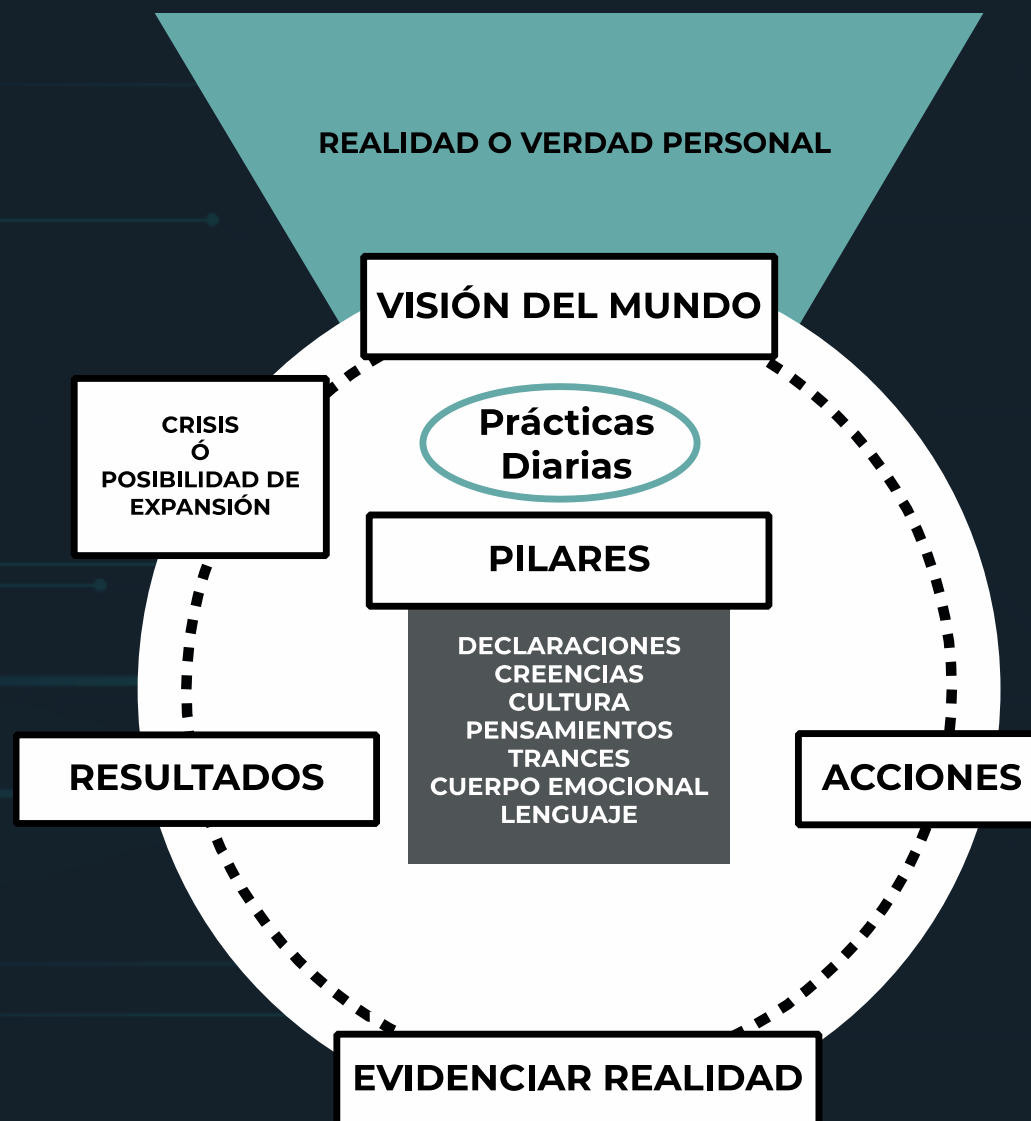 REALIDAD O VERDAD PERSONAL
VISIÓN DEL MUNDO
CRISIS
Ó
POSIBILIDAD DE
EXPANSIÓN
Prácticas
Diarias
PILARES
DECLARACIONES
CREENCIAS
CULTURA
PENSAMIENTOS
TRANCES
CUERPO EMOCIONAL
LENGUAJE
RESULTADOS
ACCIONES
EVIDENCIAR REALIDAD